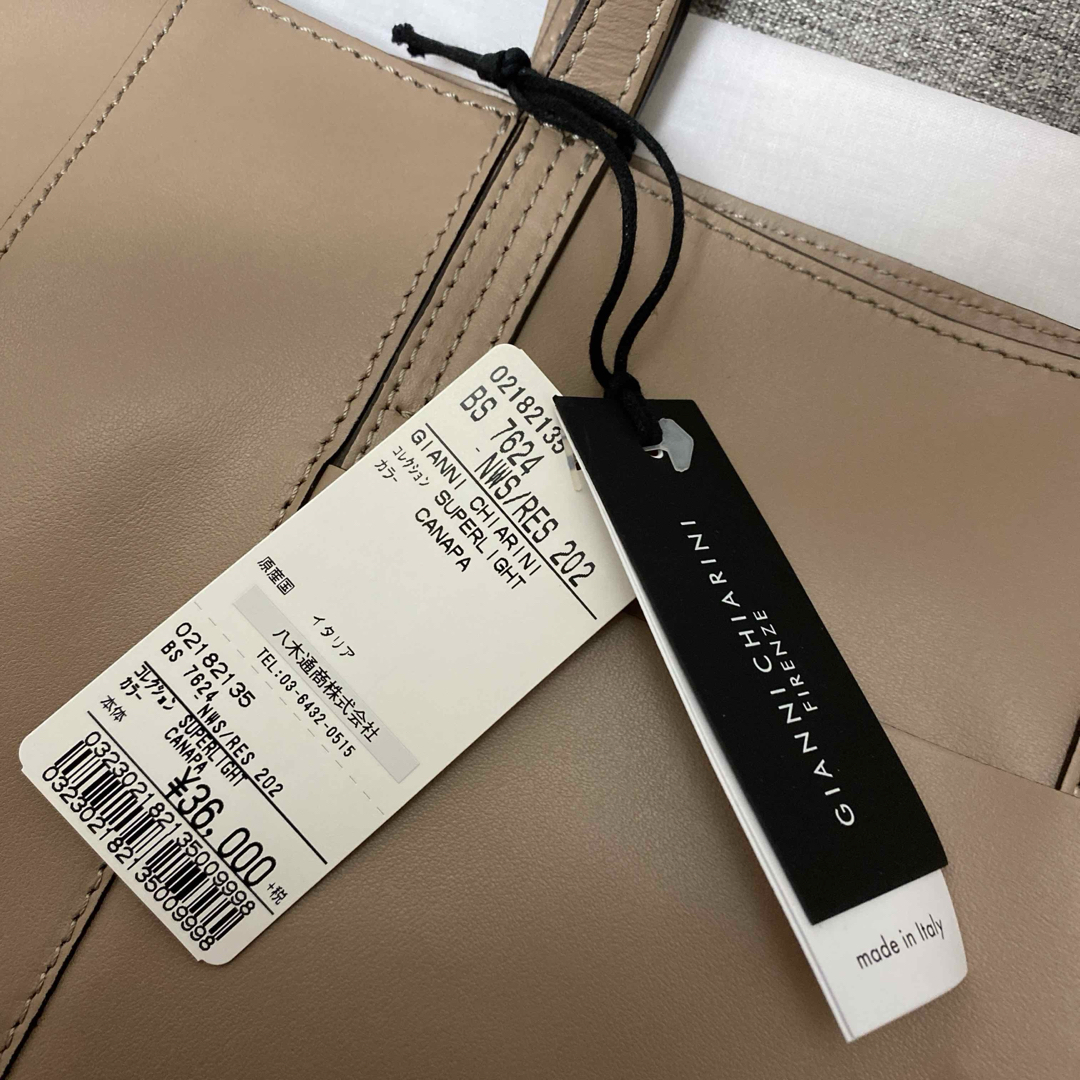 02182135
BS 7624
-NWS/RES 202
GIANNI CHIARINI
コレクション SUPERLIGHT
カラー CANAPA
原産国 イタリア
八木通商株式会社
TEL:03-6432-0515
02182135
BS 7624-NWS/RES 202
コレクション SUPERLIGHT
カラー CANAPA
本体 ¥36,000 +税
032302182135009998
032302182135009998
GIANNI CHIARINI
FIRENZE
made in Italy